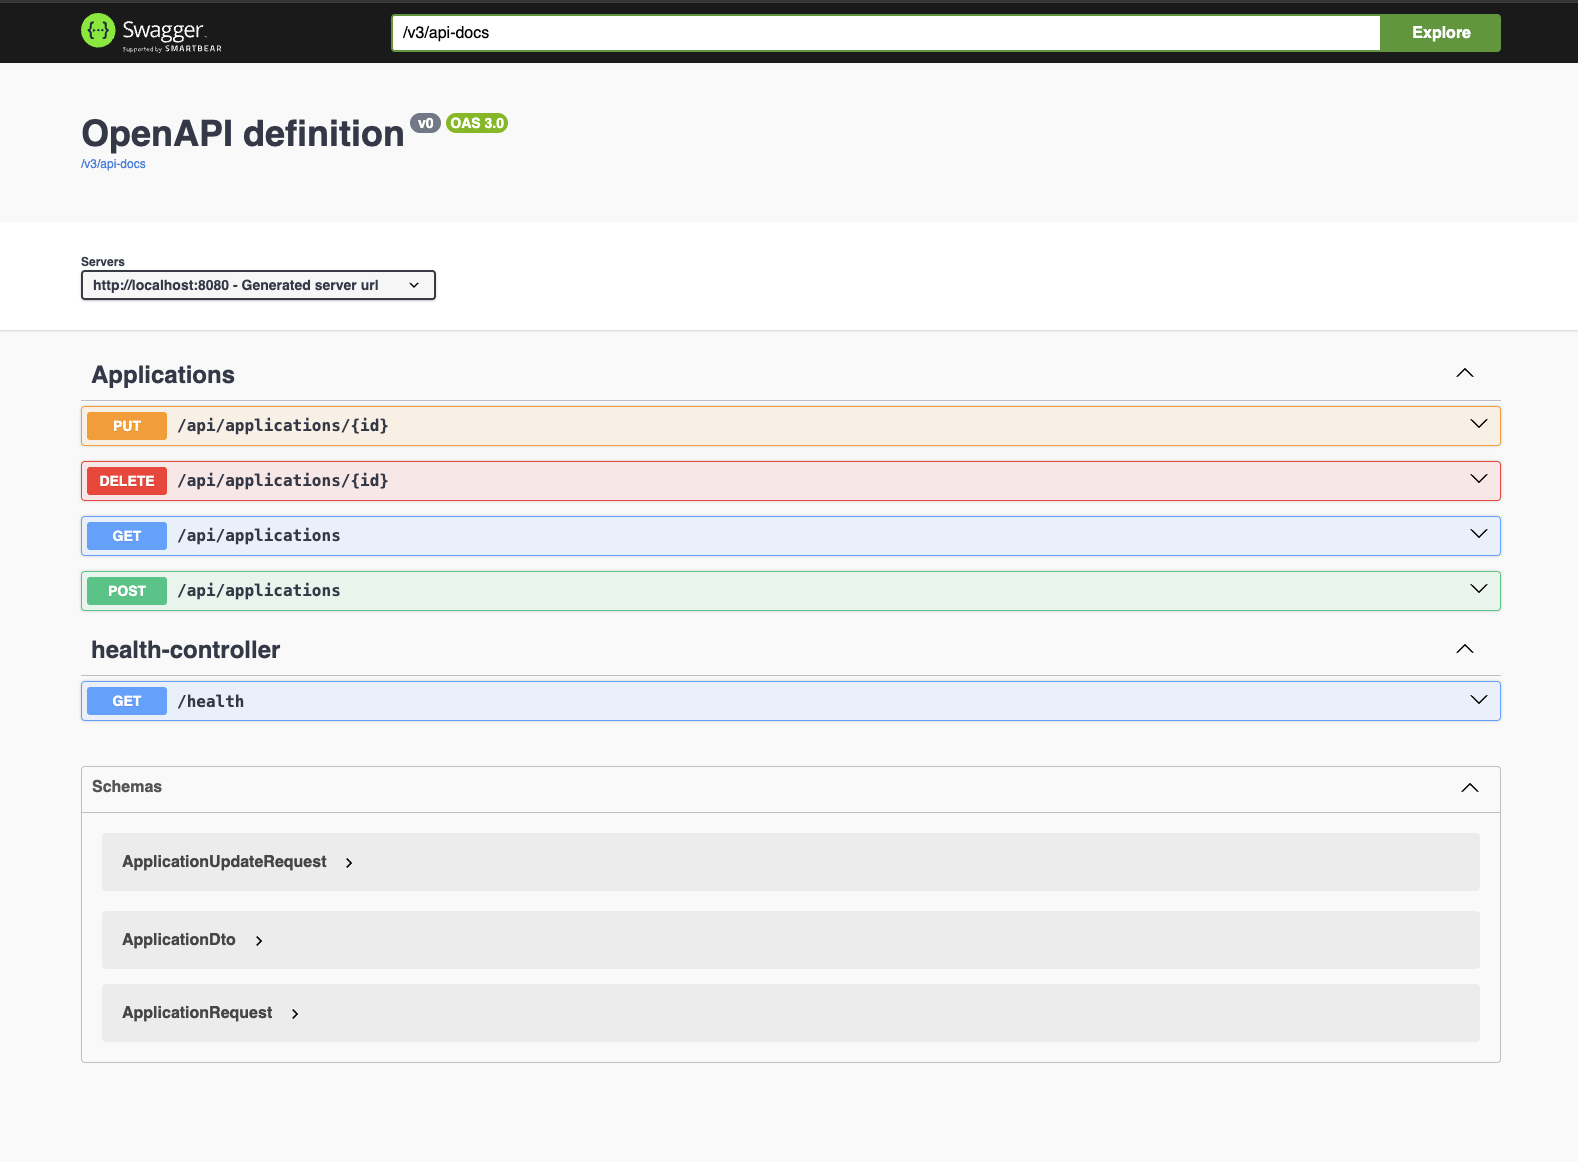 Swagger.
Supported by SMARTBEAR
/v3/api-docs
Explore
OpenAPI definition v0 OAS 3.0
/v3/api-docs
Servers
http://localhost:8080 - Generated server url
Applications
PUT /api/applications/{id}
DELETE /api/applications/{id}
GET /api/applications
POST /api/applications
health-controller
GET /health
Schemas
ApplicationUpdateRequest
ApplicationDto
ApplicationRequest